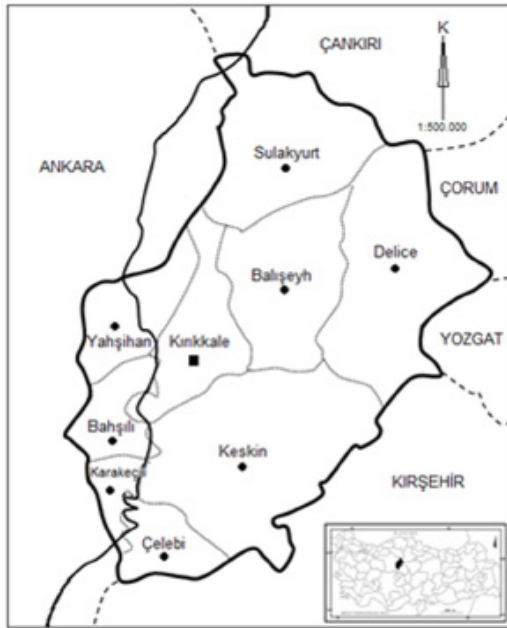 ÇANKIRI
K
1:500.000
ANKARA
Sulakyurt
ÇORUM
Delice
Balışeyh
Yahşihan
Kırıkkale
YOZGAT
Bahşılı
Keskin
Karakeçili
KIRŞEHİR
Çelebi